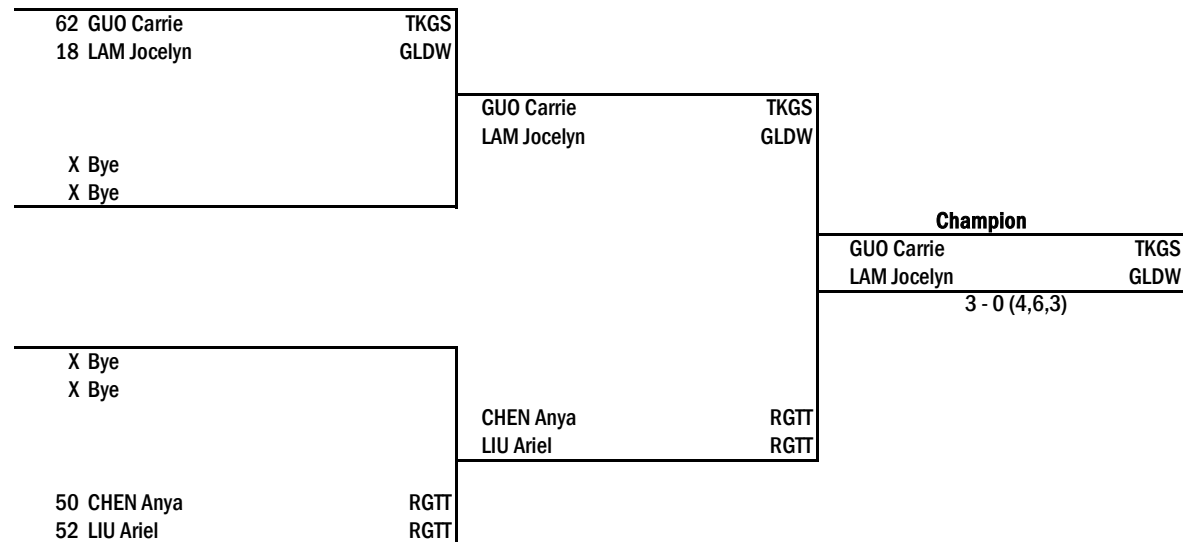 62 GUO Carrie TKGS
18 LAM Jocelyn GLDW
GUO Carrie TKGS
LAM Jocelyn GLDW
X Bye
X Bye
Champion
GUO Carrie TKGS
LAM Jocelyn GLDW
3 - 0 (4,6,3)
X Bye
X Bye
CHEN Anya RGTT
LIU Ariel RGTT
50 CHEN Anya RGTT
52 LIU Ariel RGTT